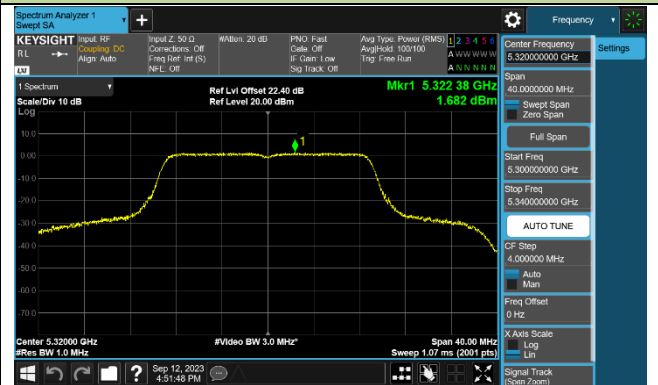 Spectrum Analyzer 1
Swept SA
+
Frequency
KEYSIGHT
RL
LXI
Input: RF
Coupling: DC
Align: Auto
Input Z: 50 Ω
Corrections: Off
Freq Ref: Int (S)
NFE: Off
#Atten: 20 dB
PNO: Fast
Gate: Off
IF Gain: Low
Sig Track: Off
Avg Type: Power (RMS)
Avg|Hold: 100/100
Trig: Free Run
1 2 3 4 5 6
A W W W W W
A N N N N N
1 Spectrum
Scale/Div 10 dB
Log
Ref Lvl Offset 22.40 dB
Ref Level 20.00 dBm
Mkr1 5.322 38 GHz
1.682 dBm
1
10.0
0.00
-10.0
-20.0
-30.0
-40.0
-50.0
-60.0
-70.0
Center 5.32000 GHz
#Res BW 1.0 MHz
#Video BW 3.0 MHz*
Span 40.00 MHz
Sweep 1.07 ms (2001 pts)
Center Frequency
5.320000000 GHz
Settings
Span
40.0000000 MHz
Swept Span
Zero Span
Full Span
Start Freq
5.300000000 GHz
Stop Freq
5.340000000 GHz
AUTO TUNE
CF Step
4.000000 MHz
Auto
Man
Freq Offset
0 Hz
X Axis Scale
Log
Lin
Signal Track
(Span Zoom)
?
Sep 12, 2023
4:51:48 PM